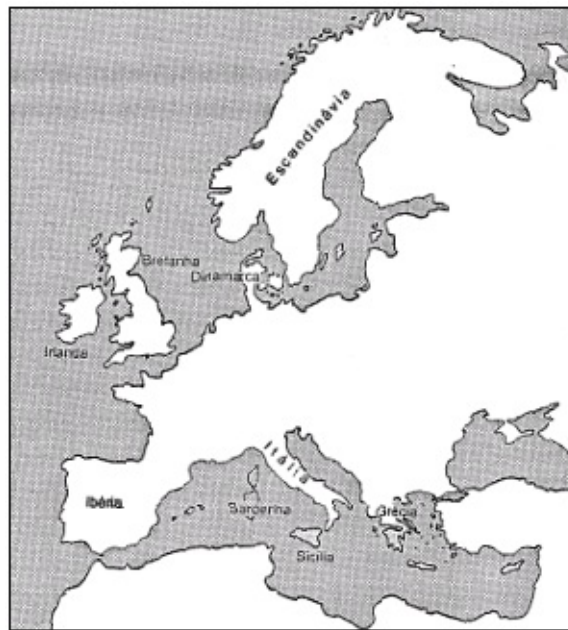 Escandinávia
Bretanha
Dinamarca
Irlanda
Itália
Ibéria
Sardenha
Grécia
Sicília